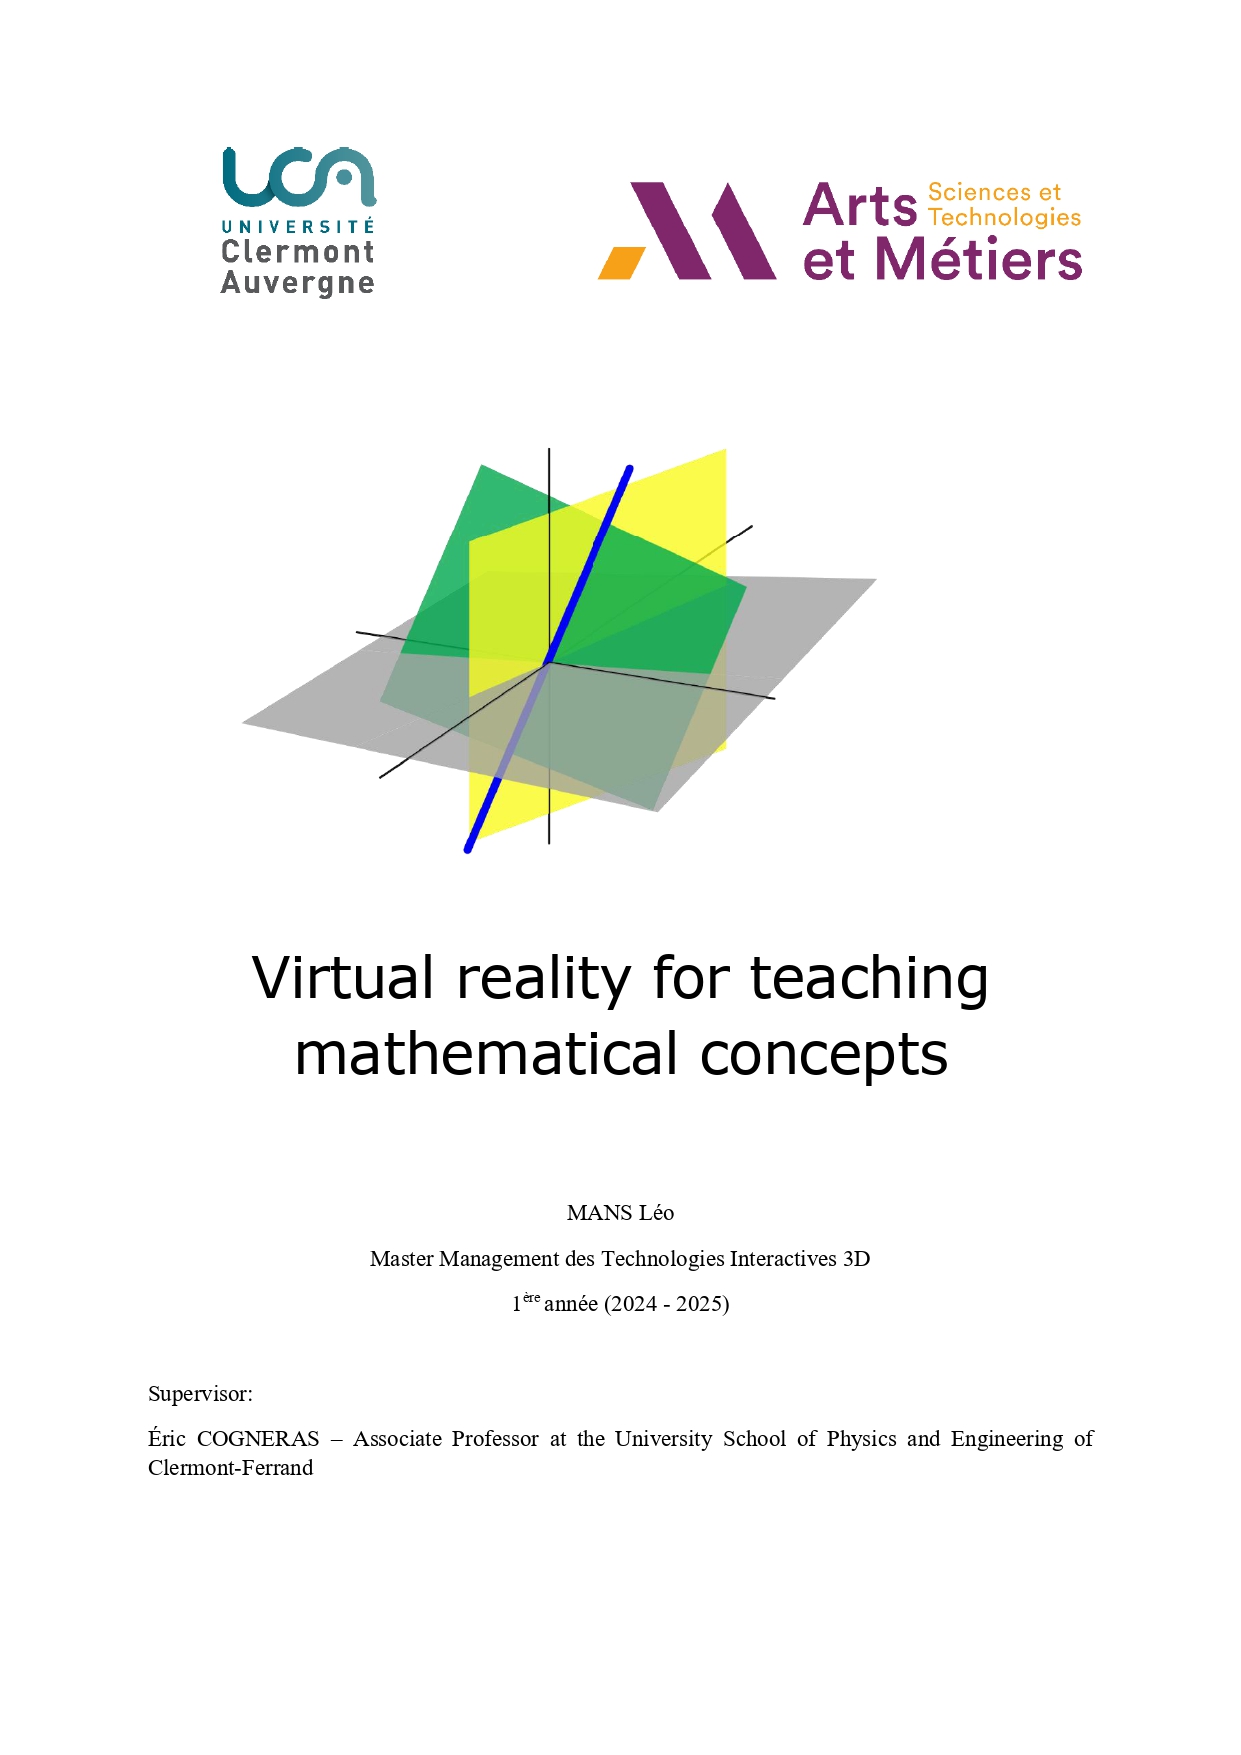 UCA
UNIVERSITÉ
Clermont
Auvergne
Arts Sciences et
Technologies
et Métiers
Virtual reality for teaching
mathematical concepts
MANS Léo
Master Management des Technologies Interactives 3D
1ère année (2024 - 2025)
Supervisor:
Éric COGNERAS – Associate Professor at the University School of Physics and Engineering of
Clermont-Ferrand